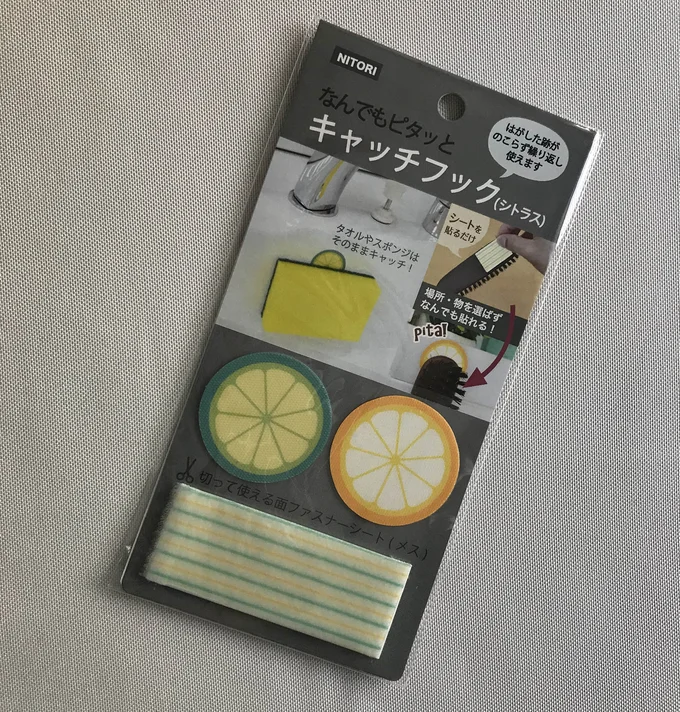 NITORI
なんでもピタッと
キャッチフック(シトラス)
はがした跡が
のこらず繰り返し
使えます
タオルやスポンジは
そのままキャッチ！
シートを
貼るだけ
場所・物を選ばず
なんでも貼れる！
pita!
切って使える面ファスナーシート(メス)